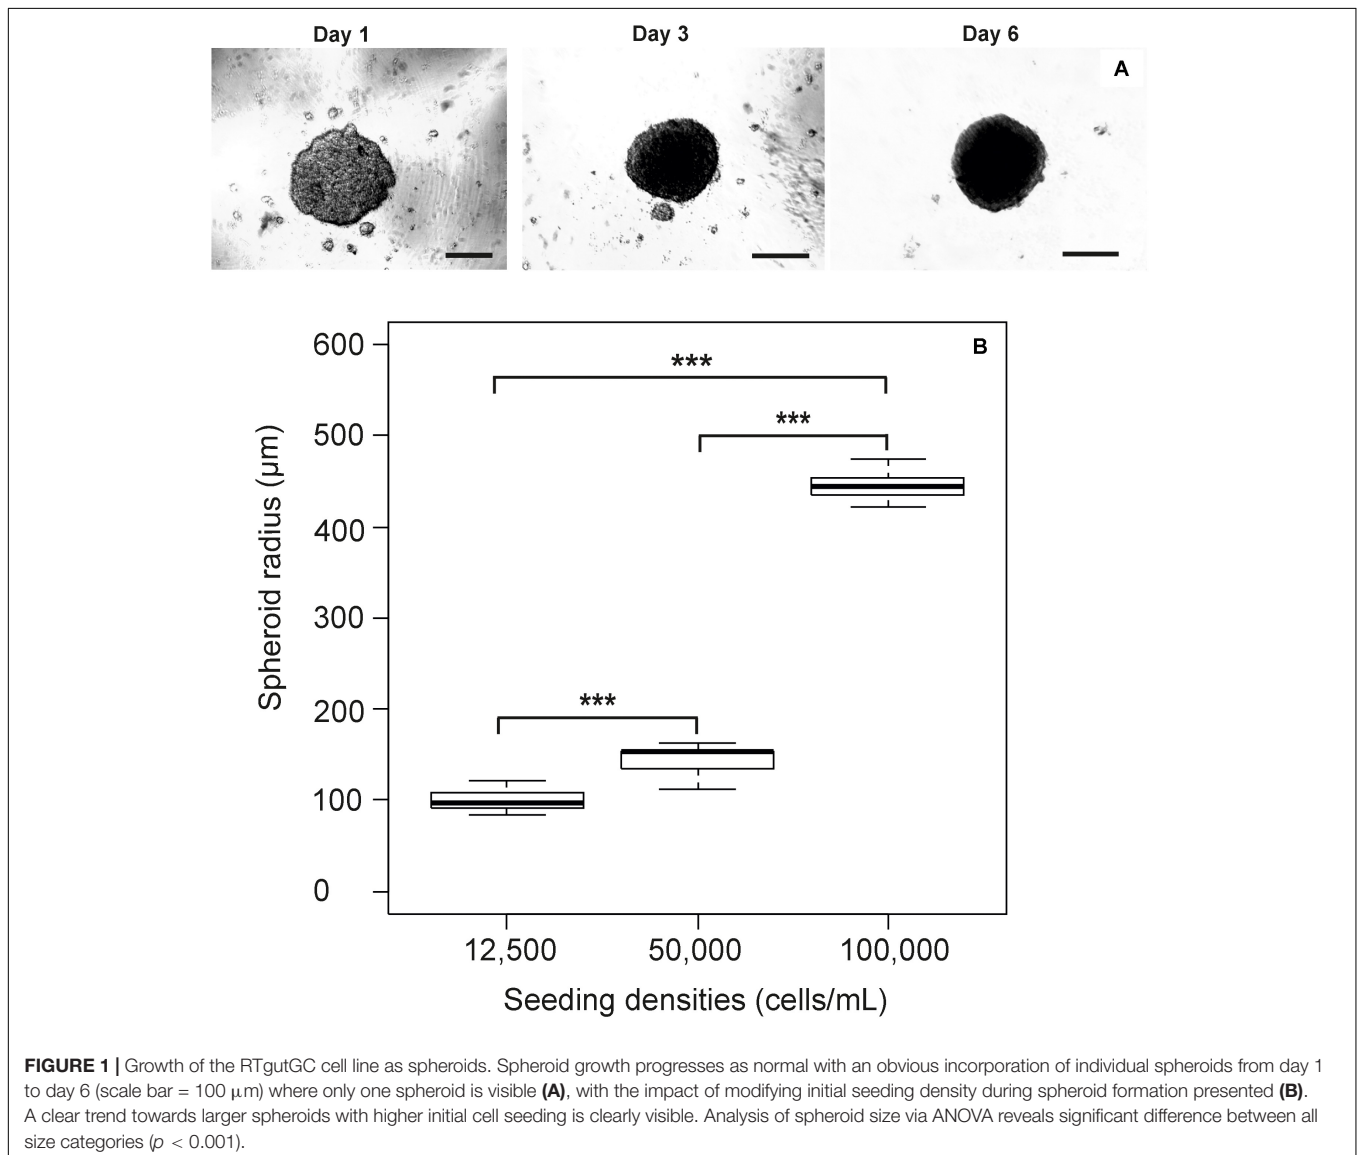 Day 1 Day 3 Day 6
A
B
***
***
***
600
500
400
300
200
100
0
Spheroid radius (μm)
12,500 50,000 100,000
Seeding densities (cells/mL)
FIGURE 1 | Growth of the RTgutGC cell line as spheroids. Spheroid growth progresses as normal with an obvious incorporation of individual spheroids from day 1
to day 6 (scale bar = 100 μm) where only one spheroid is visible (A), with the impact of modifying initial seeding density during spheroid formation presented (B).
A clear trend towards larger spheroids with higher initial cell seeding is clearly visible. Analysis of spheroid size via ANOVA reveals significant difference between all
size categories (p < 0.001).